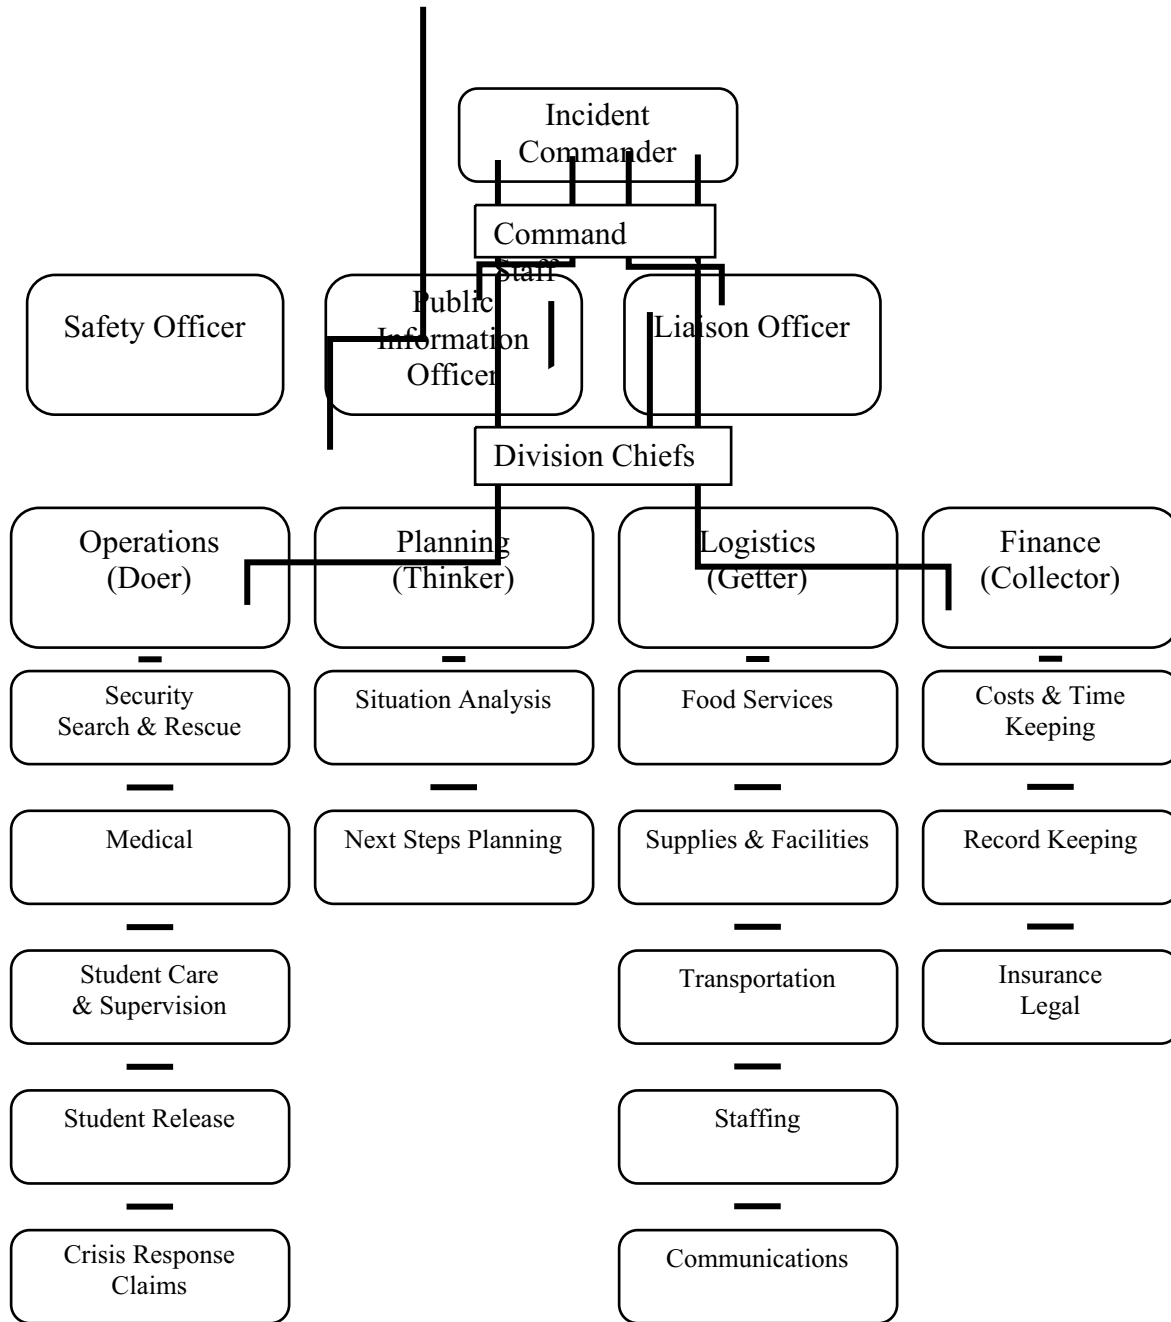 Incident
Commander
Command
Staff
Safety Officer
Public
Information
Officer
Liaison Officer
Division Chiefs
Operations
(Doer)
Planning
(Thinker)
Logistics
(Getter)
Finance
(Collector)
Security
Search & Rescue
Situation Analysis
Food Services
Costs & Time
Keeping
Medical
Next Steps Planning
Supplies & Facilities
Record Keeping
Student Care
& Supervision
Transportation
Insurance
Legal
Student Release
Staffing
Crisis Response
Claims
Communications